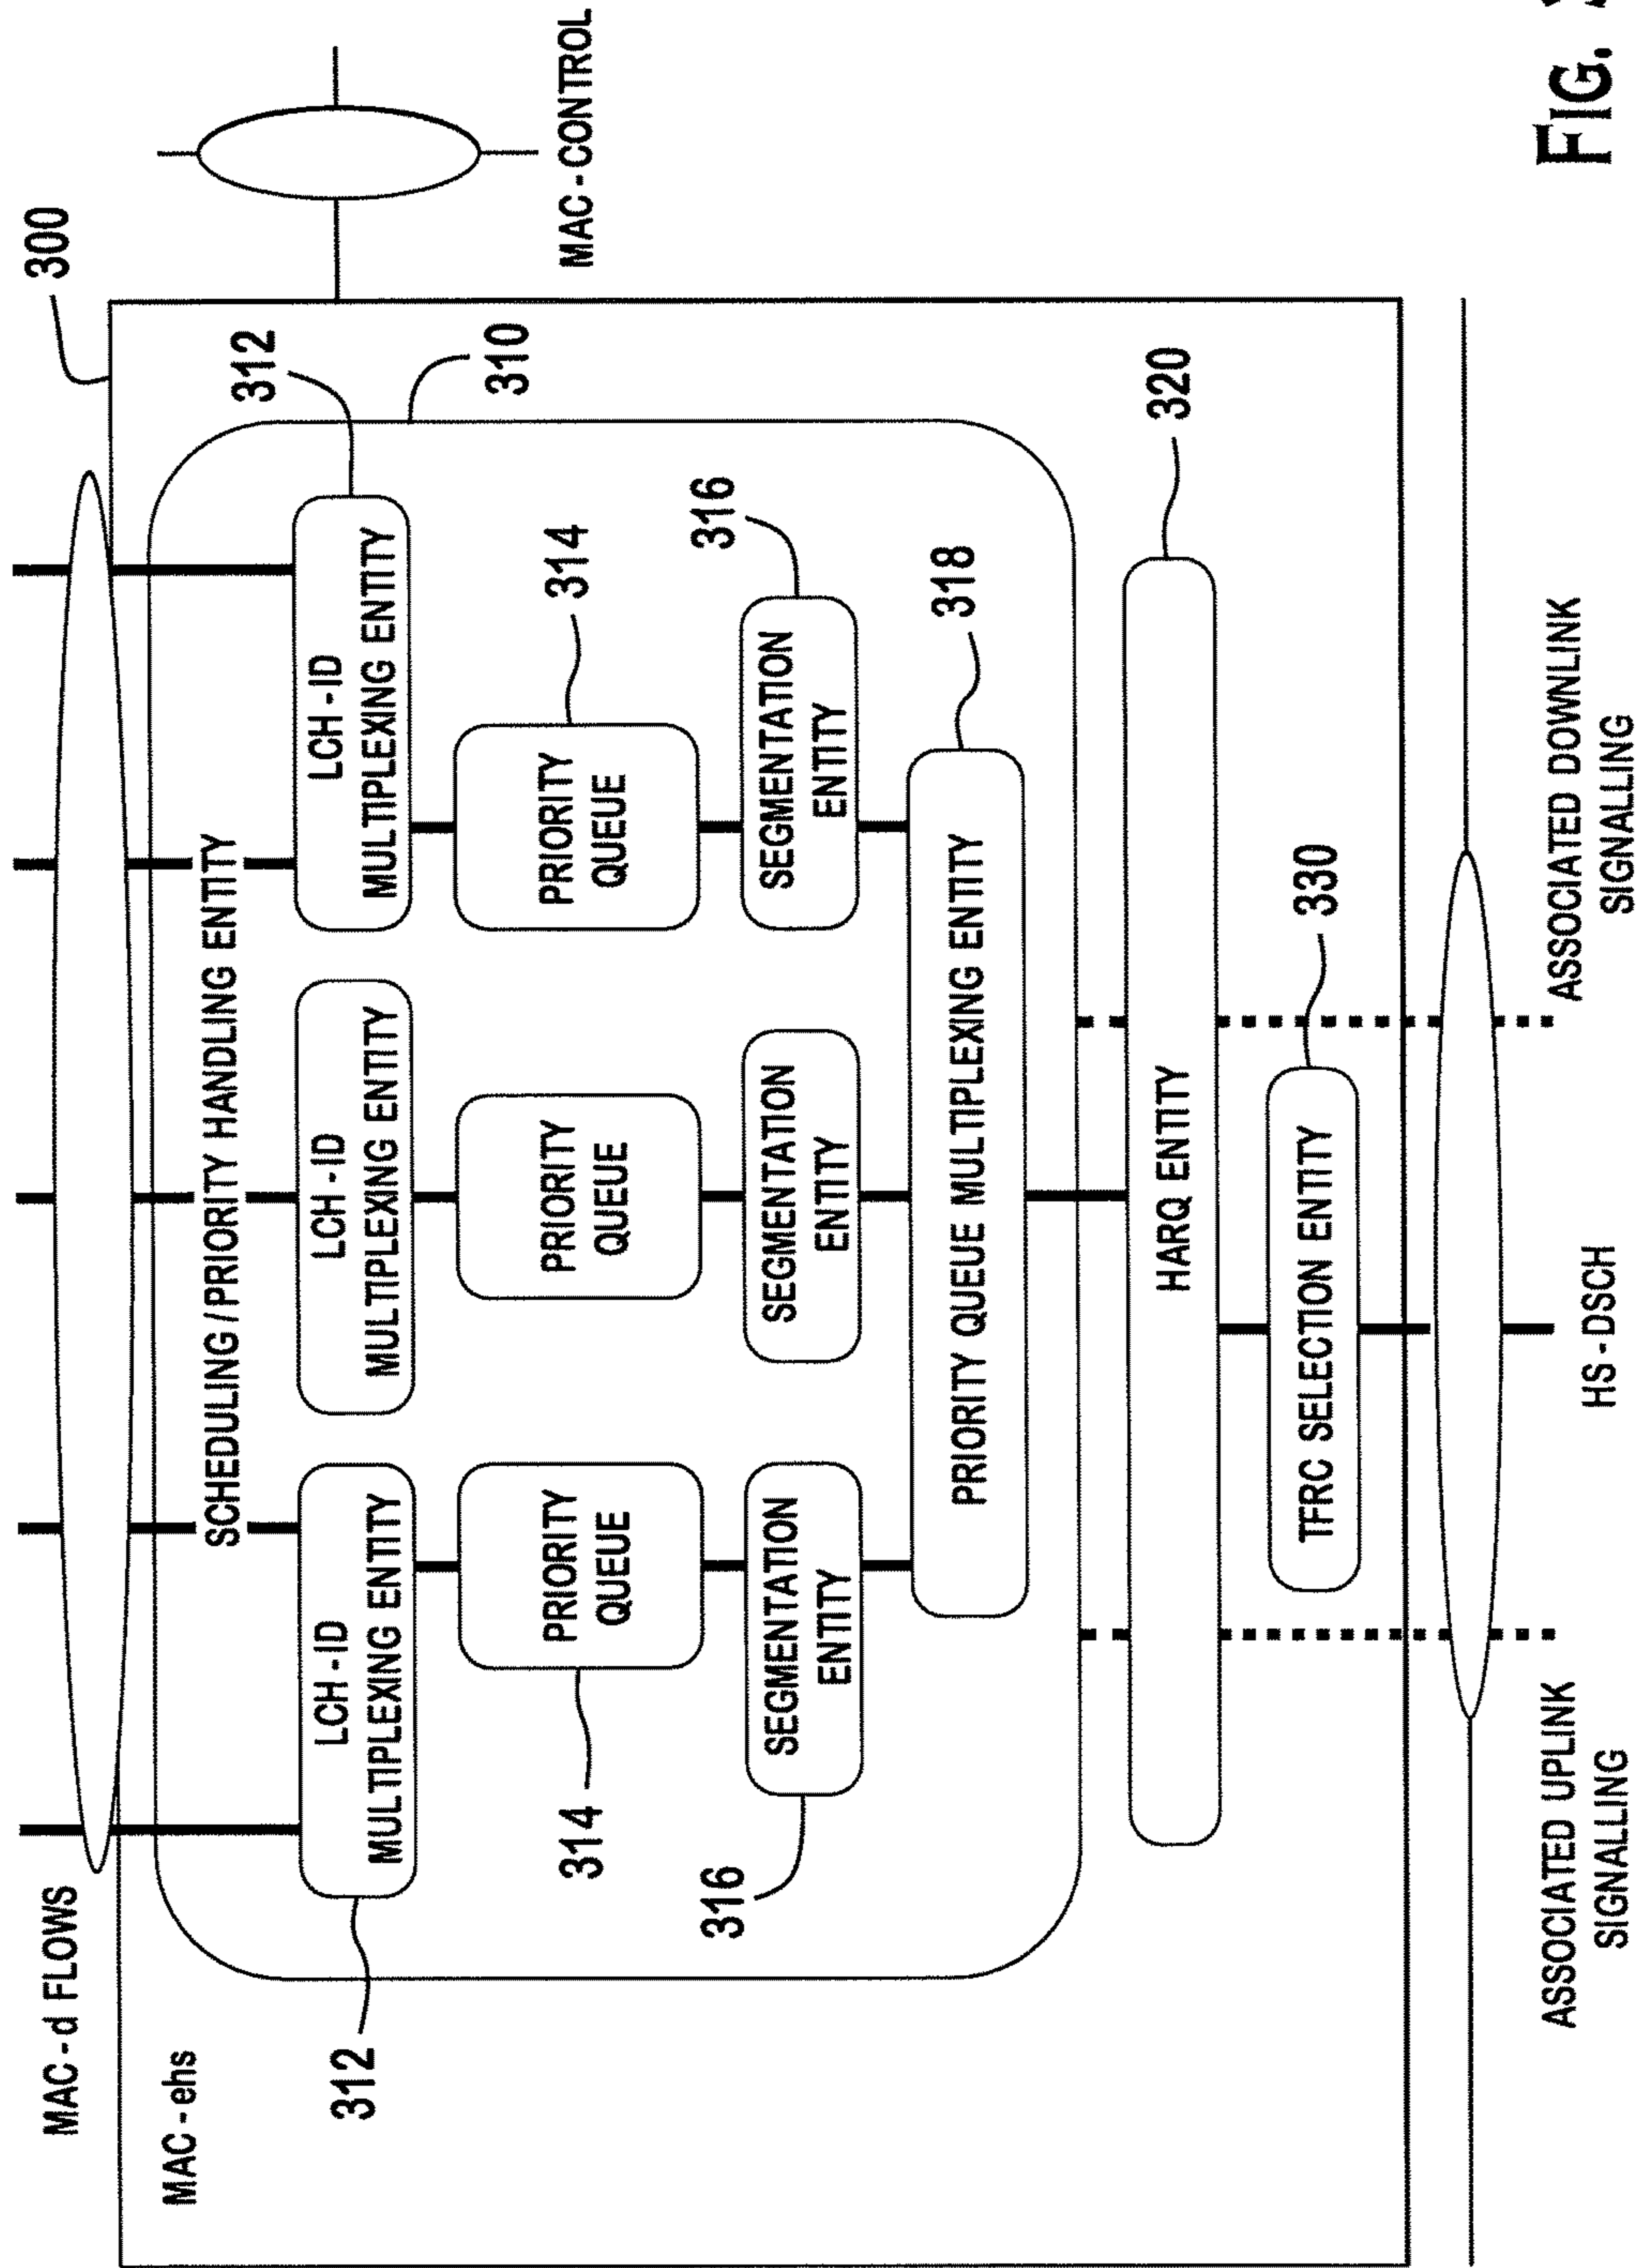 MAC-d FLOWS
300
MAC-ehs
SCHEDULING/PRIORITY HANDLING ENTITY
MAC-CONTROL
312
312
310
LCH-ID
MULTIPLEXING ENTITY
LCH-ID
MULTIPLEXING ENTITY
LCH-ID
MULTIPLEXING ENTITY
314
314
PRIORITY
QUEUE
PRIORITY
QUEUE
PRIORITY
QUEUE
316
316
SEGMENTATION
ENTITY
SEGMENTATION
ENTITY
SEGMENTATION
ENTITY
318
PRIORITY QUEUE MULTIPLEXING ENTITY
320
HARQ ENTITY
330
TFRC SELECTION ENTITY
ASSOCIATED UPLINK
SIGNALLING
HS-DSCH
ASSOCIATED DOWNLINK
SIGNALLING
FIG.